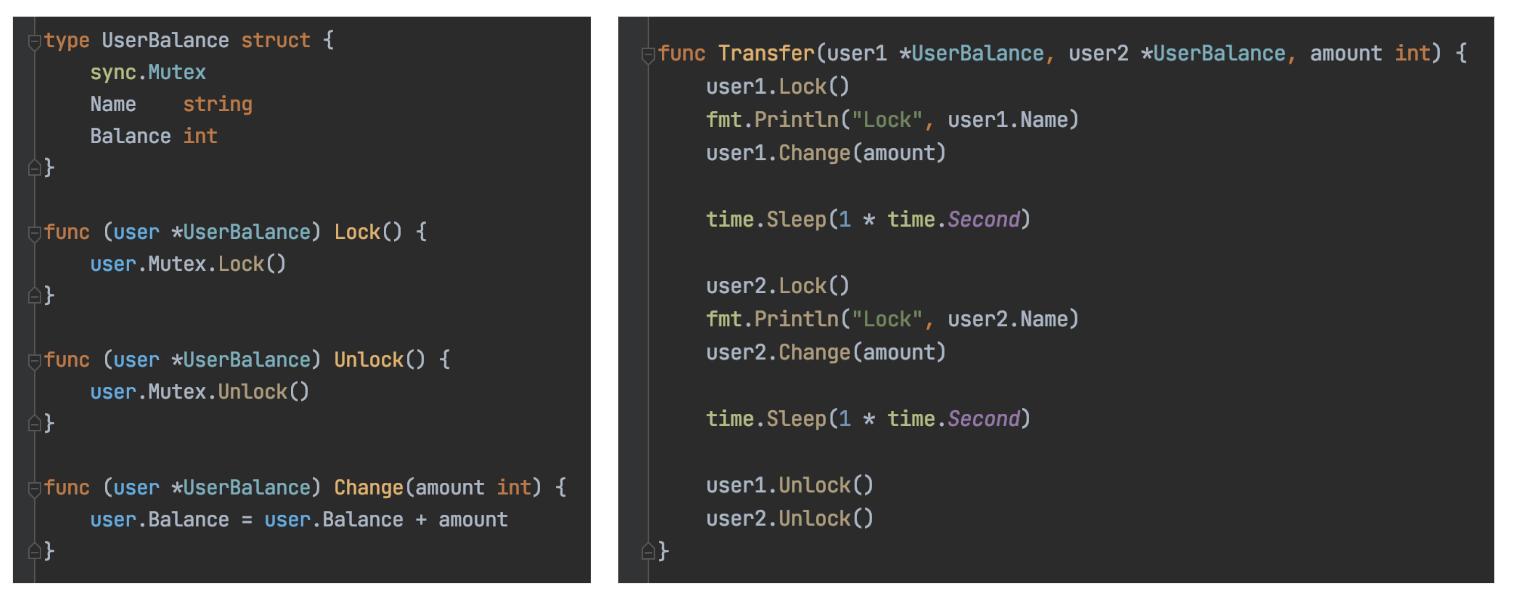 type UserBalance struct {
    sync.Mutex
    Name    string
    Balance int
}

func (user *UserBalance) Lock() {
    user.Mutex.Lock()
}

func (user *UserBalance) Unlock() {
    user.Mutex.Unlock()
}

func (user *UserBalance) Change(amount int) {
    user.Balance = user.Balance + amount
}

func Transfer(user1 *UserBalance, user2 *UserBalance, amount int) {
    user1.Lock()
    fmt.Println("Lock", user1.Name)
    user1.Change(amount)

    time.Sleep(1 * time.Second)

    user2.Lock()
    fmt.Println("Lock", user2.Name)
    user2.Change(amount)

    time.Sleep(1 * time.Second)

    user1.Unlock()
    user2.Unlock()
}